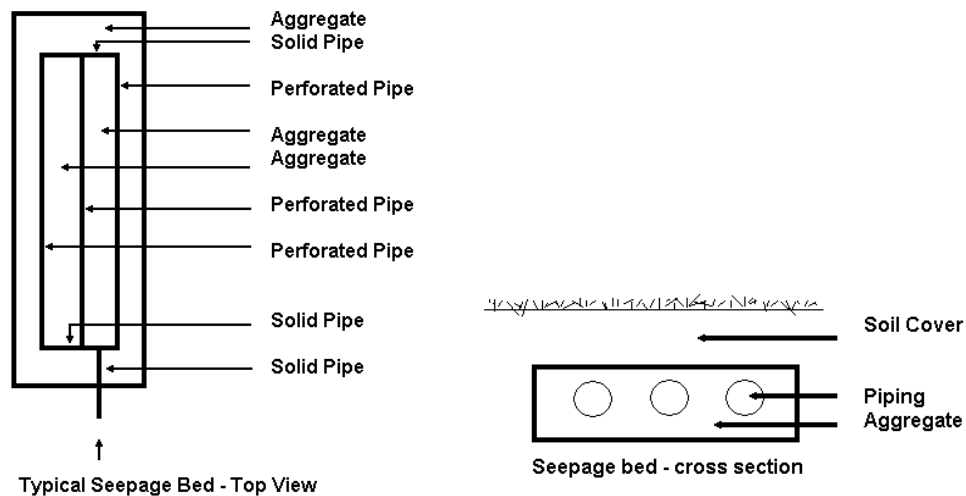 Aggregate
Solid Pipe
Perforated Pipe
Aggregate
Aggregate
Perforated Pipe
Perforated Pipe
Solid Pipe
Solid Pipe
Typical Seepage Bed - Top View
Soil Cover
Piping
Aggregate
Seepage bed - cross section